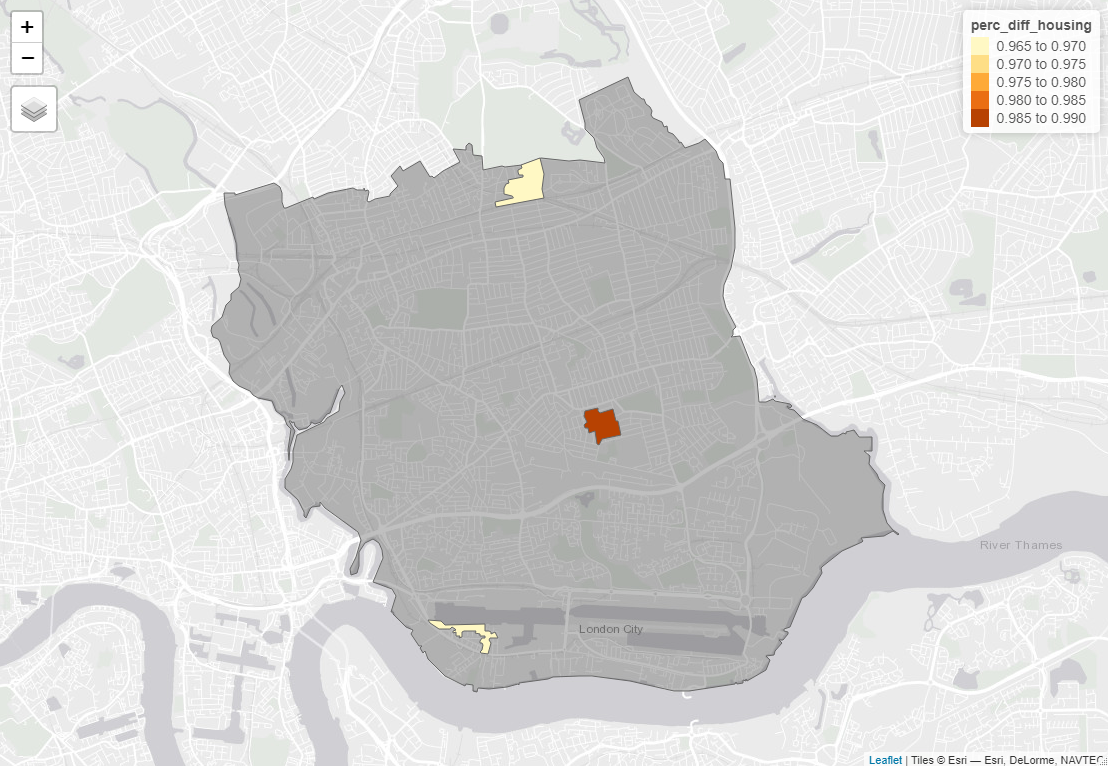 +
−
perc_diff_housing
0.965 to 0.970
0.970 to 0.975
0.975 to 0.980
0.980 to 0.985
0.985 to 0.990
River Thames
London City
Leaflet | Tiles © Esri — Esri, DeLorme, NAVTEQ